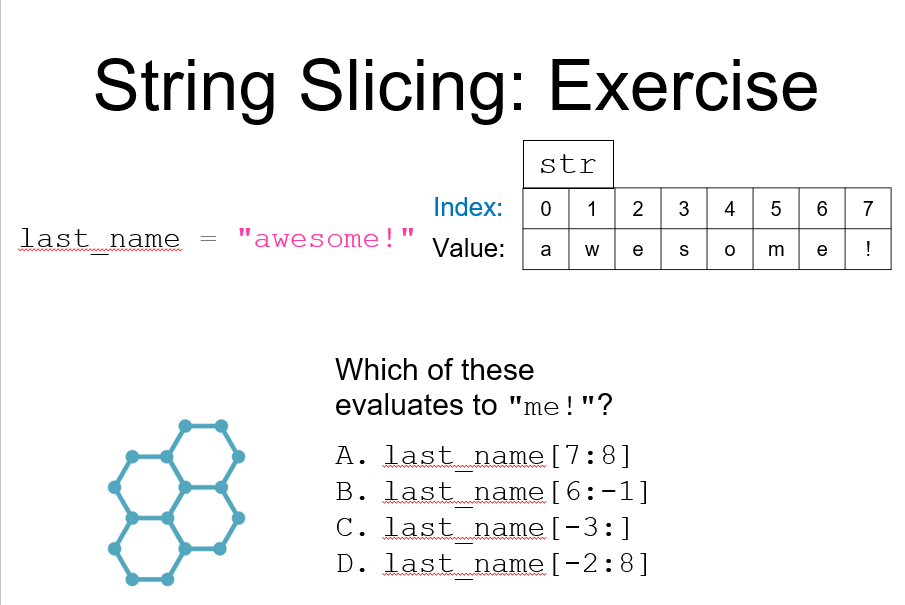 String Slicing: Exercise
str
Index: 0 1 2 3 4 5 6 7
last_name = "awesome!"
Value: a w e s o m e !
Which of these
evaluates to "me!"?
A. last_name[7:8]
B. last_name[6:-1]
C. last_name[-3:]
D. last_name[-2:8]